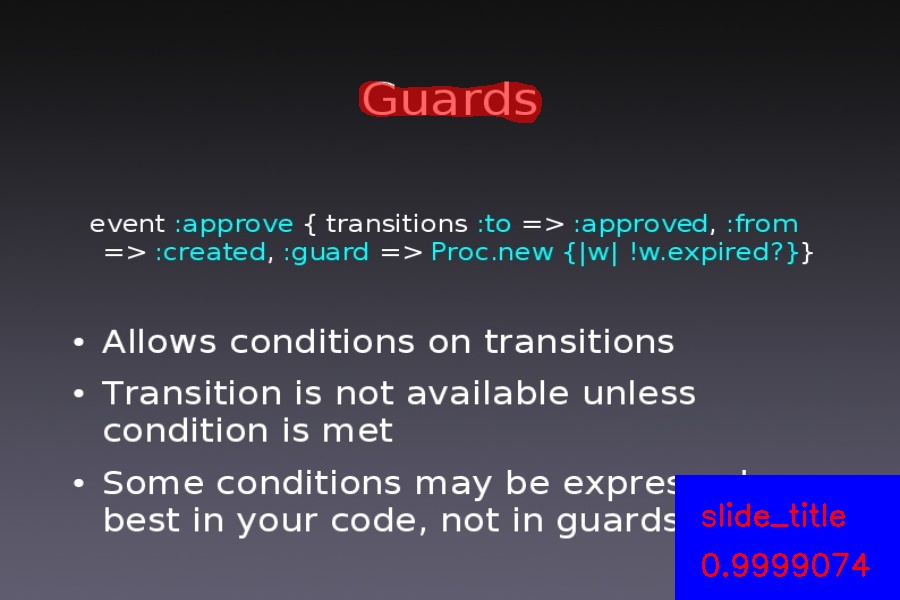 Guards
event :approve { transitions :to => :approved, :from
=> :created, :guard => Proc.new {|w| !w.expired?}}
• Allows conditions on transitions
• Transition is not available unless
condition is met
• Some conditions may be
best in your code, not in guards
slide_title
0.9999074